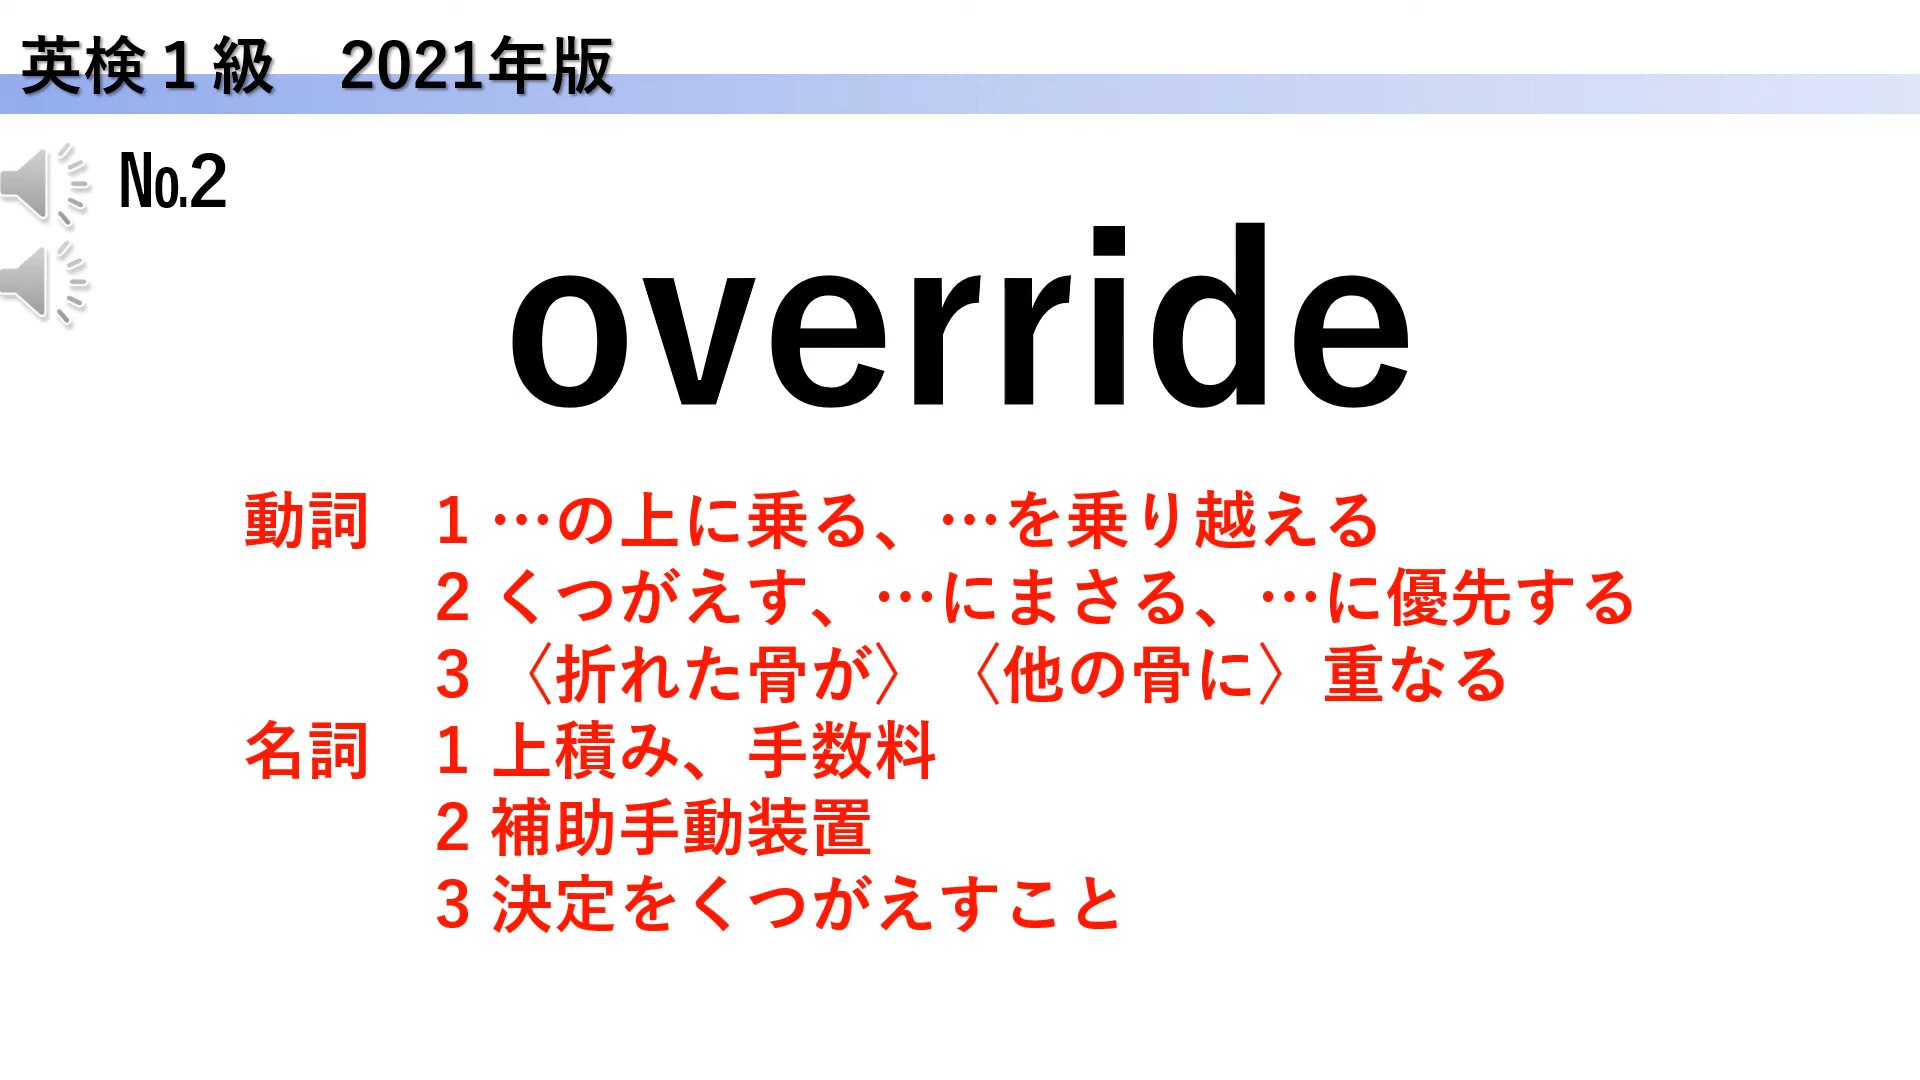 英検１級　2021年版
№2
override
動詞　1 …の上に乗る、…を乗り越える
2 くつがえす、…にまさる、…に優先する
3 〈折れた骨が〉〈他の骨に〉重なる
名詞　1 上積み、手数料
2 補助手動装置
3 決定をくつがえすこと